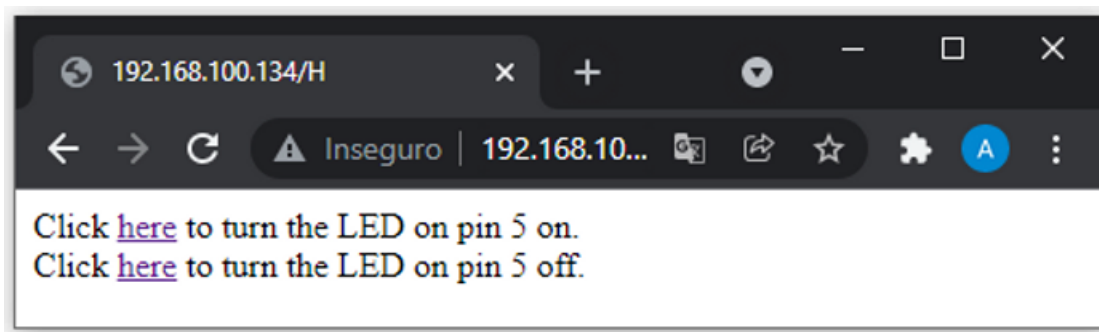 192.168.100.134/H
Inseguro | 192.168.10...
A
Click here to turn the LED on pin 5 on.
Click here to turn the LED on pin 5 off.